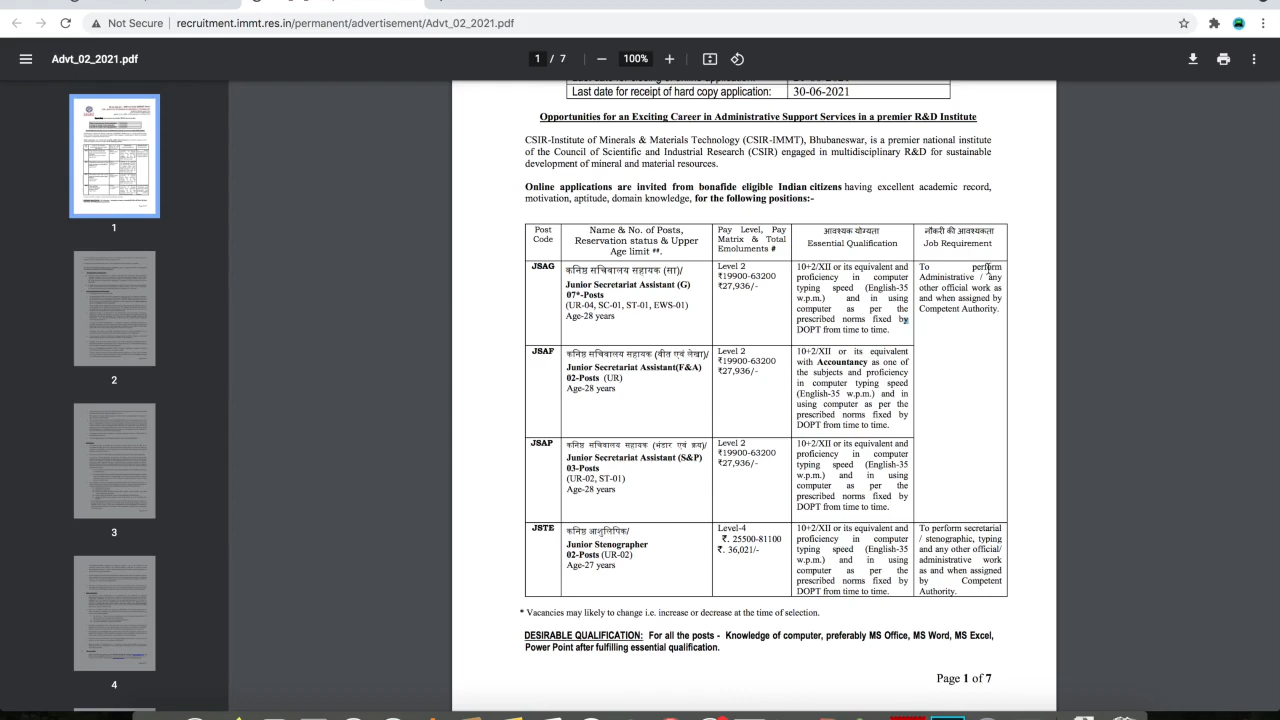 Not Secure
recruitment.immt.res.in/permanent/advertisement/Advt_02_2021.pdf
Advt_02_2021.pdf
1 / 7
100%
1
2
3
4
Last date for receipt of hard copy application:
30-06-2021
Opportunities for an Exciting Career in Administrative Support Services in a premier R&D Institute
CSIR-Institute of Minerals & Materials Technology (CSIR-IMMT), Bhubaneswar, is a premier national institute
of the Council of Scientific and Industrial Research (CSIR) engaged in multidisciplinary R&D for sustainable
development of mineral and material resources.
Online applications are invited from bonafide eligible Indian citizens having excellent academic record,
motivation, aptitude, domain knowledge, for the following positions:-
Post
Code
Name & No. of Posts,
Reservation status & Upper
Age limit ##.
Pay Level, Pay
Matrix & Total
Emoluments #
आवश्यक योग्यता
Essential Qualification
नौकरी की आवश्यकता
Job Requirement
JSAG
कनिष्ठ सचिवालय सहायक (सा)/
Junior Secretariat Assistant (G)
07*-Posts
(UR-04, SC-01, ST-01, EWS-01)
Age-28 years
Level 2
₹19900-63200
₹27,936/-
10+2/XII or its equivalent and
proficiency in computer
typing speed (English-35
w.p.m.) and in using
computer as per the
prescribed norms fixed by
DOPT from time to time.
To perform
Administrative / any
other official work as
and when assigned by
Competent Authority.
JSAF
कनिष्ठ सचिवालय सहायक (वीत एवं लेखा)/
Junior Secretariat Assistant(F&A)
02-Posts (UR)
Age-28 years
Level 2
₹19900-63200
₹27,936/-
10+2/XII or its equivalent
with Accountancy as one of
the subjects and proficiency
in computer typing speed
(English-35 w.p.m.) and in
using computer as per the
prescribed norms fixed by
DOPT from time to time.
JSAP
कनिष्ठ सचिवालय सहायक (भंडार एवं क्रय)/
Junior Secretariat Assistant (S&P)
03-Posts
(UR-02, ST-01)
Age-28 years
Level 2
₹19900-63200
₹27,936/-
10+2/XII or its equivalent and
proficiency in computer
typing speed (English-35
w.p.m.) and in using
computer as per the
prescribed norms fixed by
DOPT from time to time.
JSTE
कनिष्ठ आशुलिपिक/
Junior Stenographer
02-Posts (UR-02)
Age-27 years
Level-4
₹. 25500-81100
₹. 36,021/-
10+2/XII or its equivalent and
proficiency in computer
typing speed (English-35
w.p.m.) and in using
computer as per the
prescribed norms fixed by
DOPT from time to time.
To perform secretarial
/ stenographic, typing
and any other official/
administrative work
as and when assigned
by Competent
Authority.
* Vacancies may likely to change i.e. increase or decrease at the time of selection.
DESIRABLE QUALIFICATION: For all the posts - Knowledge of computer, preferably MS Office, MS Word, MS Excel,
Power Point after fulfilling essential qualification.
Page 1 of 7